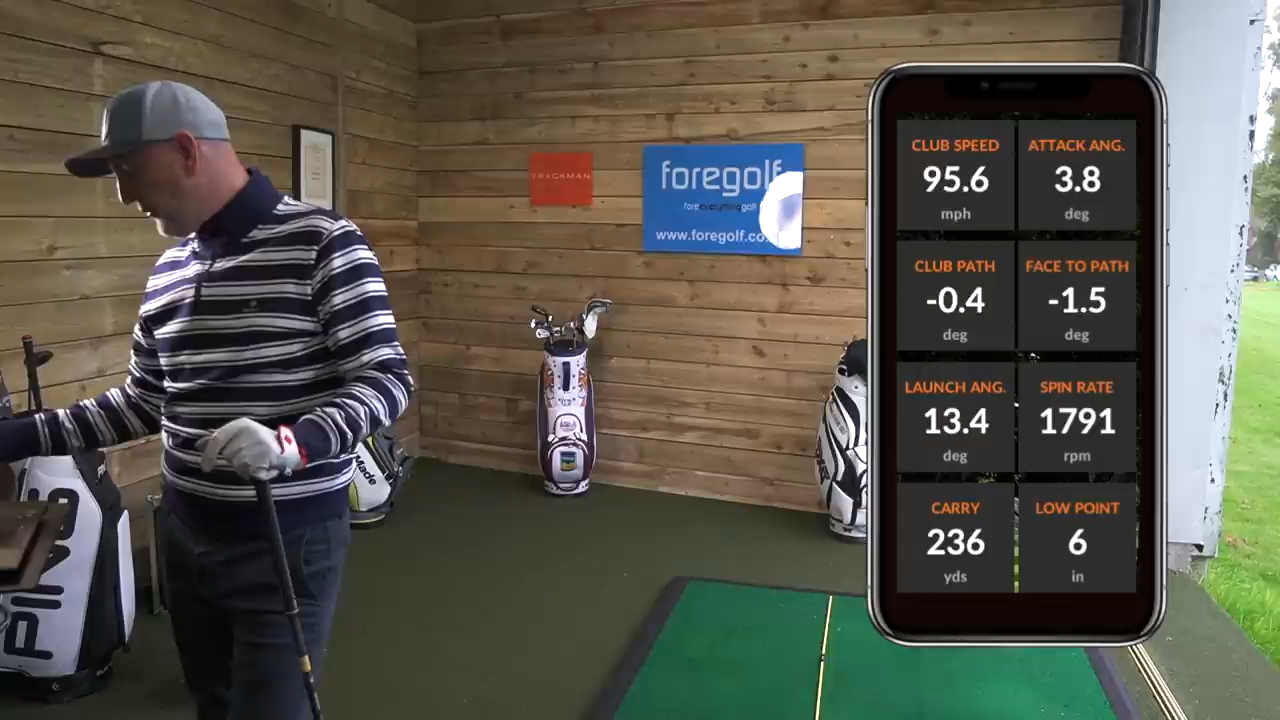 TRACKMAN
foregolf
foreeverythinggolf
www.foregolf.co
PING
Made
CLUB SPEED
95.6
mph
ATTACK ANG.
3.8
deg
CLUB PATH
-0.4
deg
FACE TO PATH
-1.5
deg
LAUNCH ANG.
13.4
deg
SPIN RATE
1791
rpm
CARRY
236
yds
LOW POINT
6
in